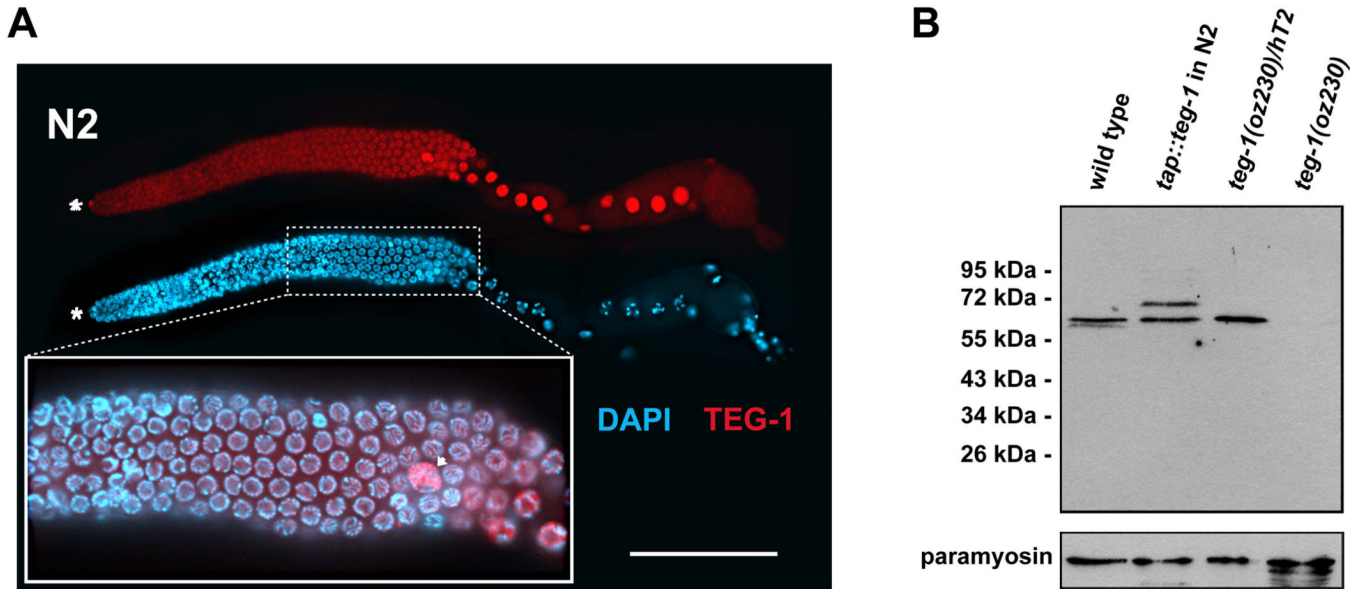 A
N2
*
*
DAPI TEG-1
B
wild type
tap::teg-1 in N2
teg-1(oz230)/hT2
teg-1(oz230)
95 kDa -
72 kDa -
55 kDa -
43 kDa -
34 kDa -
26 kDa -
paramyosin